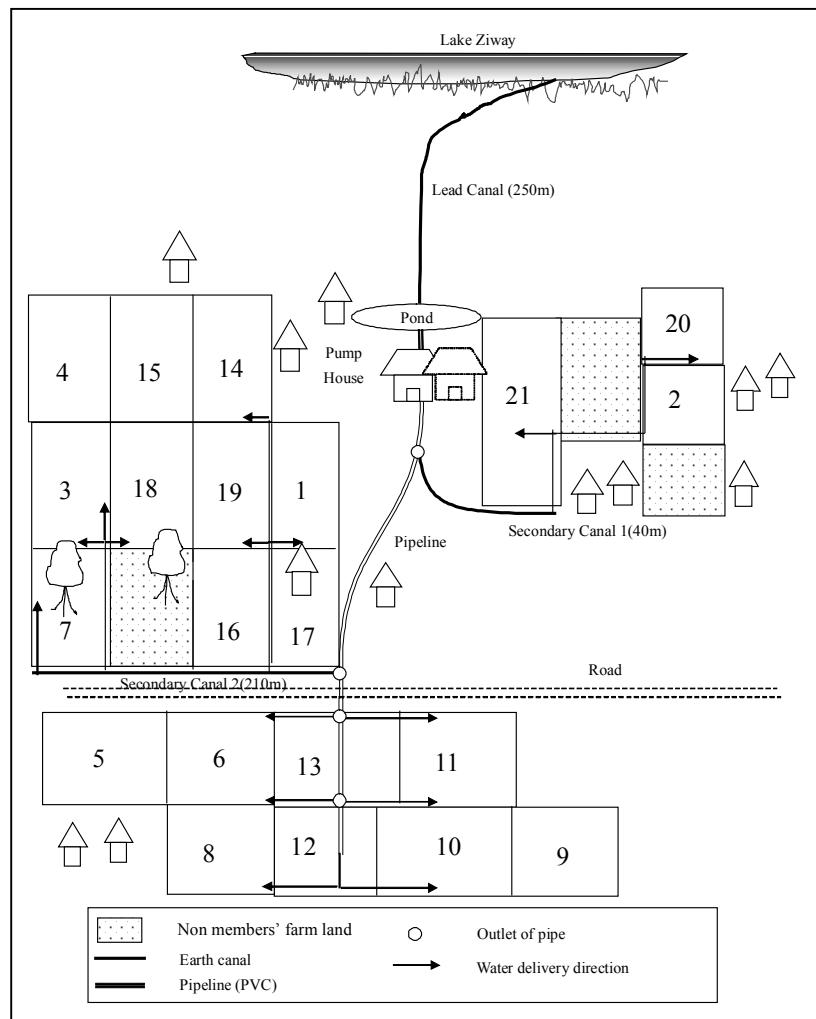 Lake Ziway
Lead Canal (250m)
Pond
Pump
House
20
4
15
14
21
2
3
18
19
1
Secondary Canal 1(40m)
Pipeline
7
16
17
Road
Secondary Canal 2(210m)
5
6
13
11
8
12
10
9
Non members' farm land
Outlet of pipe
Earth canal
Water delivery direction
Pipeline (PVC)